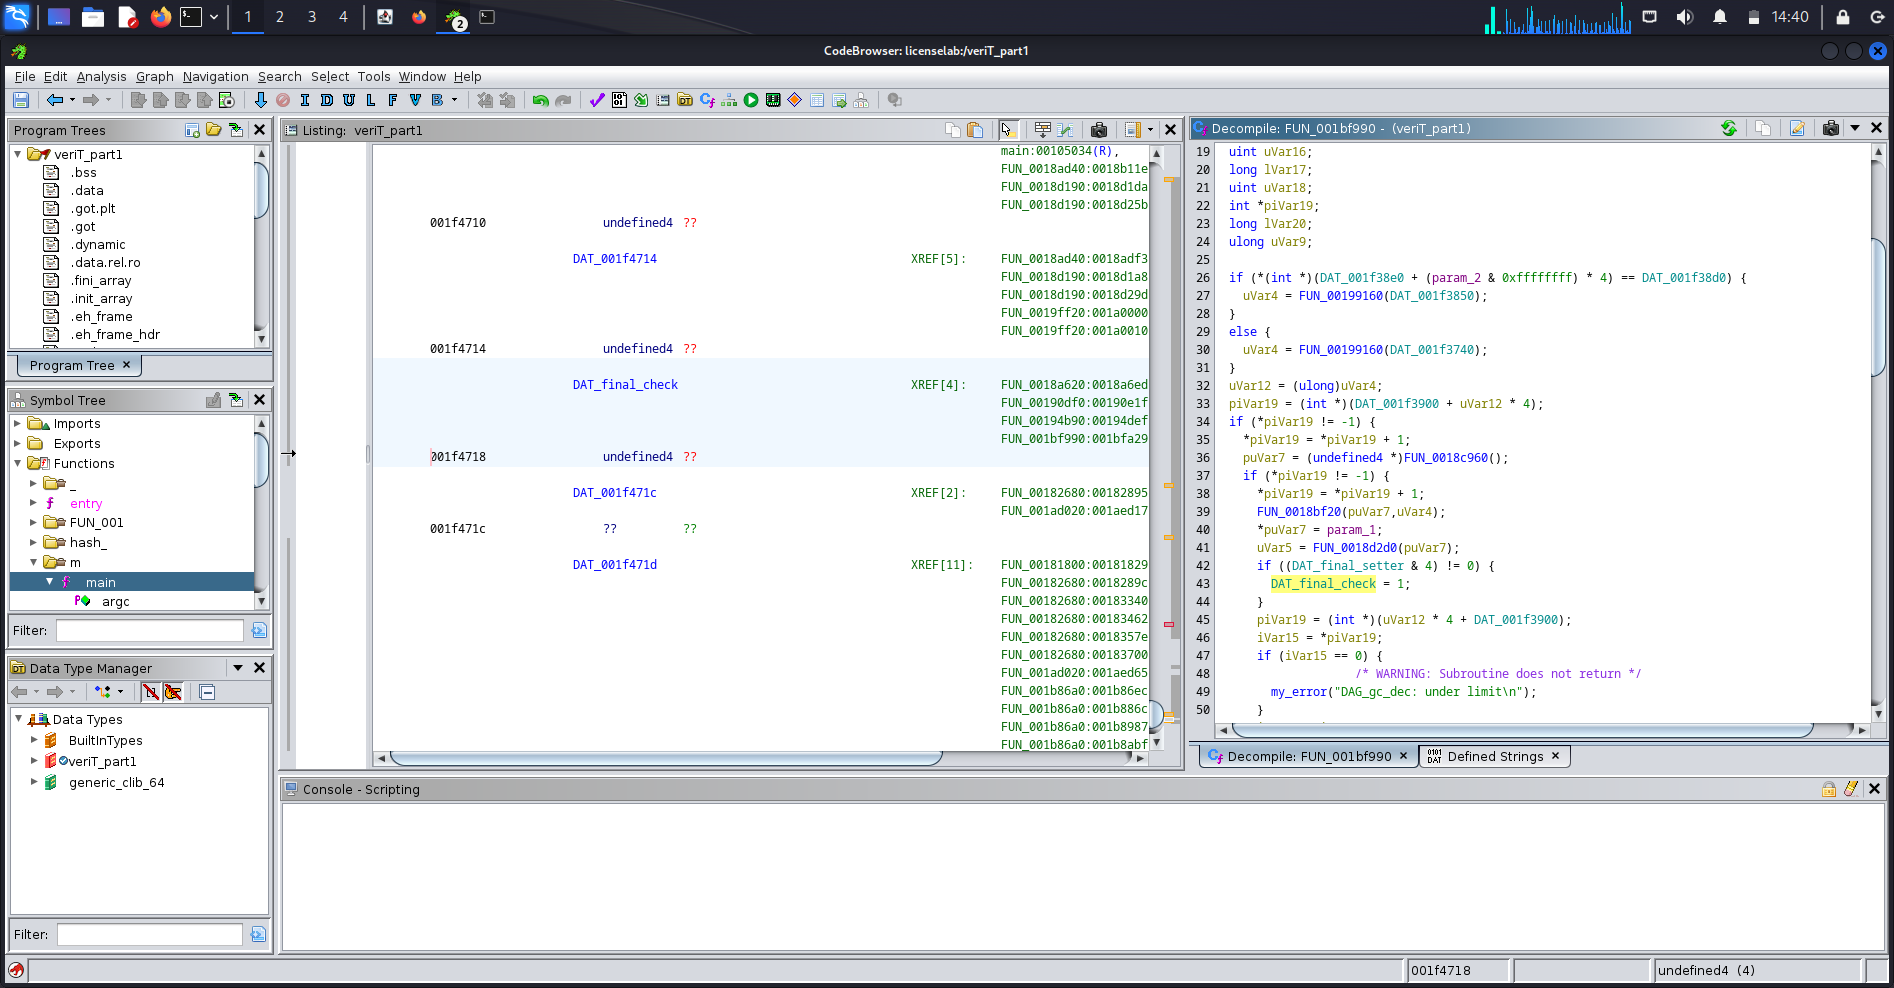 1 2 3 4
2
14:40
CodeBrowser: licenselab:/veriT_part1
File Edit Analysis Graph Navigation Search Select Tools Window Help
I D U L F V B
Program Trees
veriT_part1
.bss
.data
.got.plt
.got
.dynamic
.data.rel.ro
.fini_array
.init_array
.eh_frame
.eh_frame_hdr
Program Tree ×
Symbol Tree
Imports
Exports
Functions
_
entry
FUN_001
hash_
m
main
argc
Filter:
Data Type Manager
Data Types
BuiltInTypes
veriT_part1
generic_clib_64
Filter:
Listing: veriT_part1
main:00105034(R),
FUN_0018ad40:0018b11e
FUN_0018d190:0018d1da
FUN_0018d190:0018d25b
001f4710 undefined4 ??
DAT_001f4714 XREF[5]: FUN_0018ad40:0018adf3
FUN_0018d190:0018d1a8
FUN_0018d190:0018d29d
FUN_0019ff20:001a0000
FUN_0019ff20:001a0010
001f4714 undefined4 ??
DAT_final_check XREF[4]: FUN_0018a620:0018a6ed
FUN_00190df0:00190e1f
FUN_00194b90:00194def
FUN_001bf990:001bfa29
001f4718 undefined4 ??
DAT_001f471c XREF[2]: FUN_00182680:00182895
FUN_001ad020:001aed17
001f471c ?? ??
DAT_001f471d XREF[11]: FUN_00181800:00181829
FUN_00182680:0018289c
FUN_00182680:00183340
FUN_00182680:00183462
FUN_00182680:0018357e
FUN_00182680:00183700
FUN_001ad020:001aed65
FUN_001b86a0:001b86ec
FUN_001b86a0:001b886c
FUN_001b86a0:001b8987
FUN_001b86a0:001b8abf
Decompile: FUN_001bf990 - (veriT_part1)
19 uint uVar16;
20 long lVar17;
21 uint uVar18;
22 int *piVar19;
23 long lVar20;
24 ulong uVar9;
25
26 if (*(int *)(DAT_001f38e0 + (param_2 & 0xffffffff) * 4) == DAT_001f38d0) {
27 uVar4 = FUN_00199160(DAT_001f3850);
28 }
29 else {
30 uVar4 = FUN_00199160(DAT_001f3740);
31 }
32 uVar12 = (ulong)uVar4;
33 piVar19 = (int *)(DAT_001f3900 + uVar12 * 4);
34 if (*piVar19 != -1) {
35 *piVar19 = *piVar19 + 1;
36 puVar7 = (undefined4 *)FUN_0018c960();
37 if (*piVar19 != -1) {
38 *piVar19 = *piVar19 + 1;
39 FUN_0018bf20(puVar7,uVar4);
40 *puVar7 = param_1;
41 uVar5 = FUN_0018d2d0(puVar7);
42 if ((DAT_final_setter & 4) != 0) {
43 DAT_final_check = 1;
44 }
45 piVar19 = (int *)(uVar12 * 4 + DAT_001f3900);
46 iVar15 = *piVar19;
47 if (iVar15 == 0) {
48 /* WARNING: Subroutine does not return */
49 my_error("DAG_gc_dec: under limit\n");
50 }
Decompile: FUN_001bf990 × Defined Strings ×
Console - Scripting
001f4718 undefined4 (4)